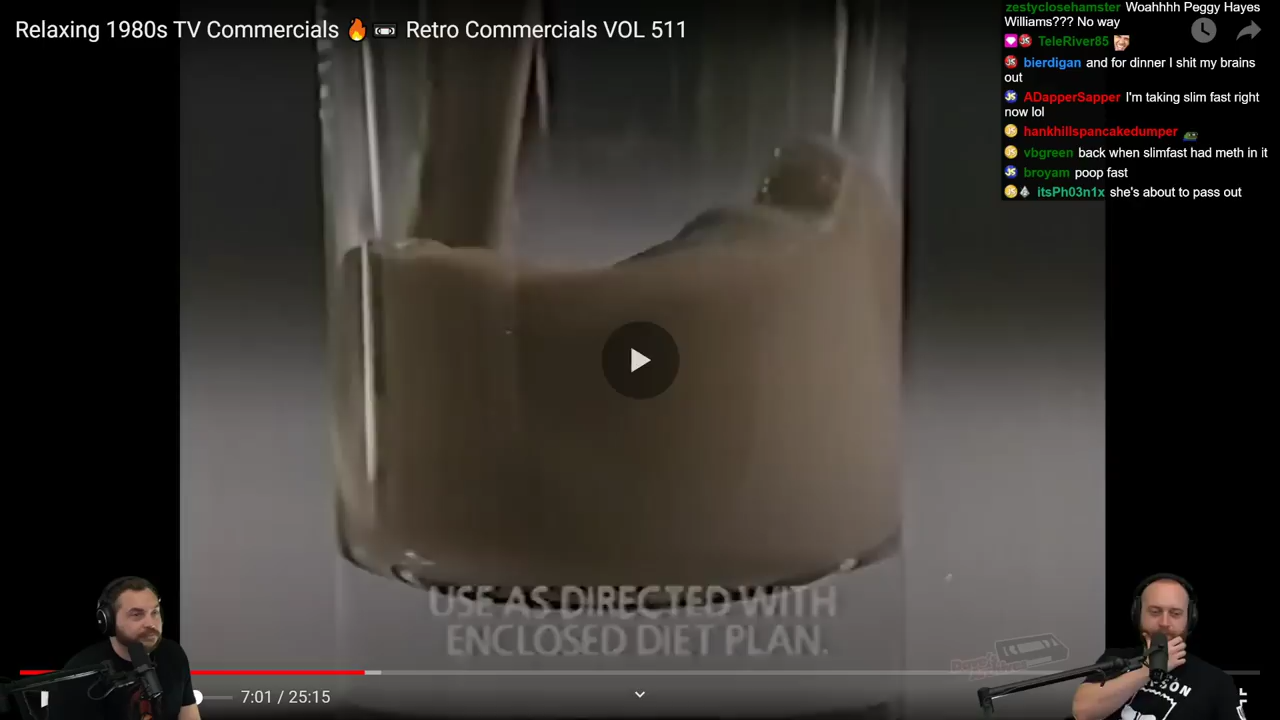 Relaxing 1980s TV Commercials 🔥📼 Retro Commercials VOL 511
zestyclosehamster Woahhhh Peggy Hayes
Williams??? No way
TeleRiver85
bierdigan and for dinner I shit my brains
out
ADapperSapper I'm taking slim fast right
now lol
hankhillspancakedumper
vbgreen back when slimfast had meth in it
broyam poop fast
itsPh03n1x she's about to pass out
USE AS DIRECTED WITH
ENCLOSED DIET PLAN.
7:01 / 25:15